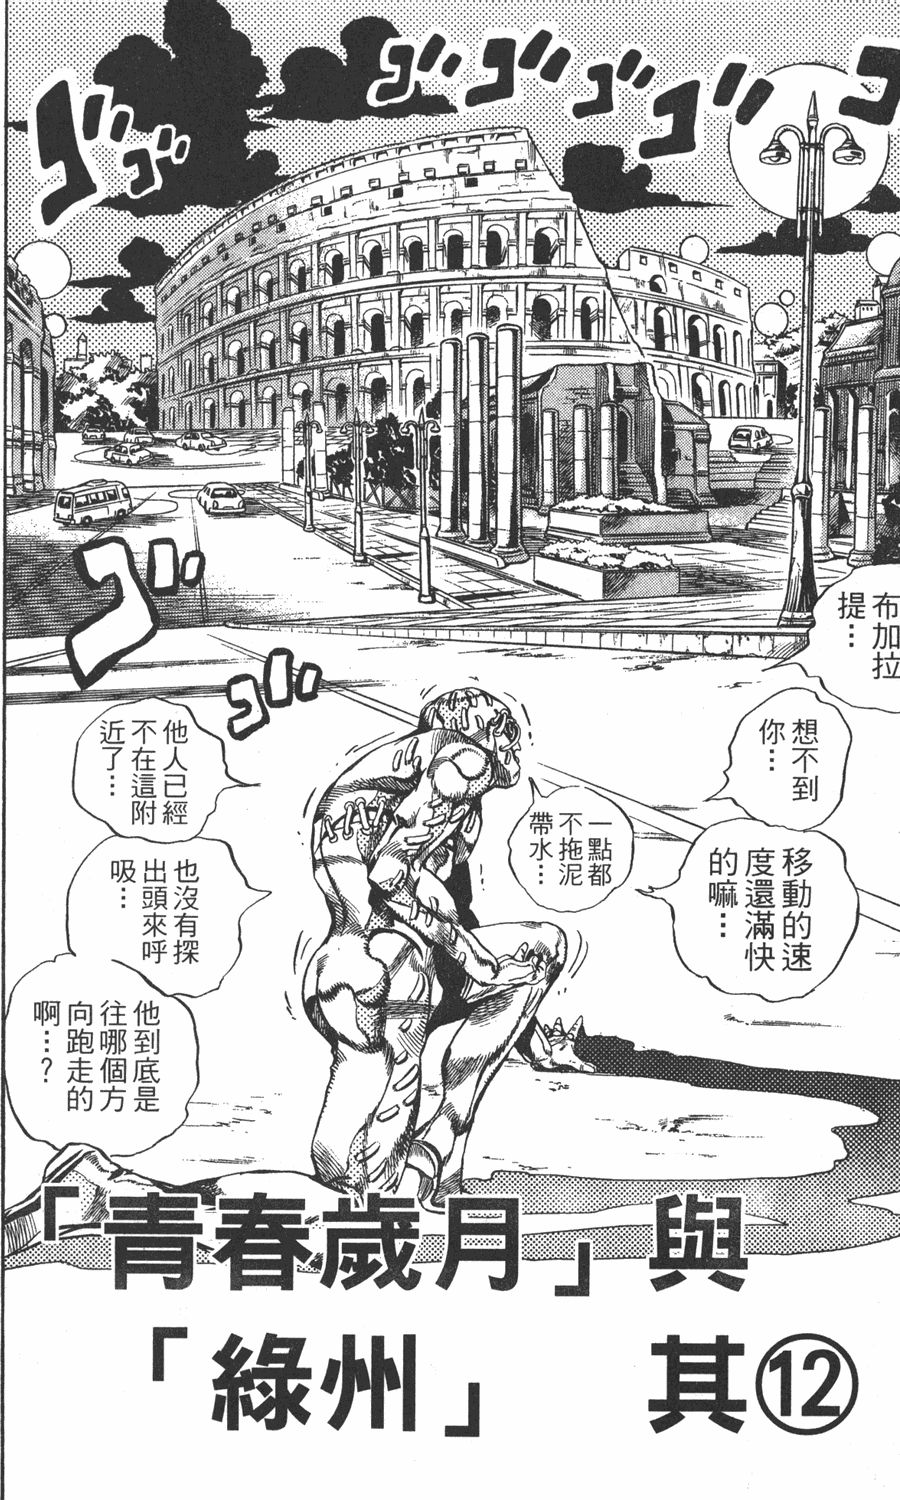 ゴゴゴ
ゴゴゴゴ
ゴゴゴ
ゴゴゴ
布加拉
提…
想不到
你…
移動的速
度還滿快
的嘛…
一點都
不拖泥
帶水…
他人已經
不在這附
近了…
也沒有探
出頭來呼
吸…
他到底是
往哪個方
向跑走的
啊…?
「青春歲月」與
「綠州」 其⑫